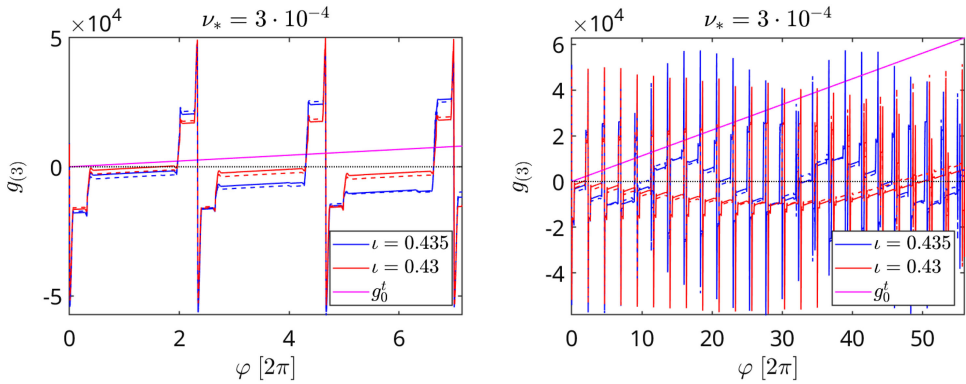 ν* = 3 · 10⁻⁴
×10⁴
g(3)
5
0
-5
0 2 4 6
φ [2π]
ι = 0.435
ι = 0.43
g₀ᵗ
ν* = 3 · 10⁻⁴
×10⁴
g(3)
6
4
2
0
-2
-4
0 10 20 30 40 50
φ [2π]
ι = 0.435
ι = 0.43
g₀ᵗ